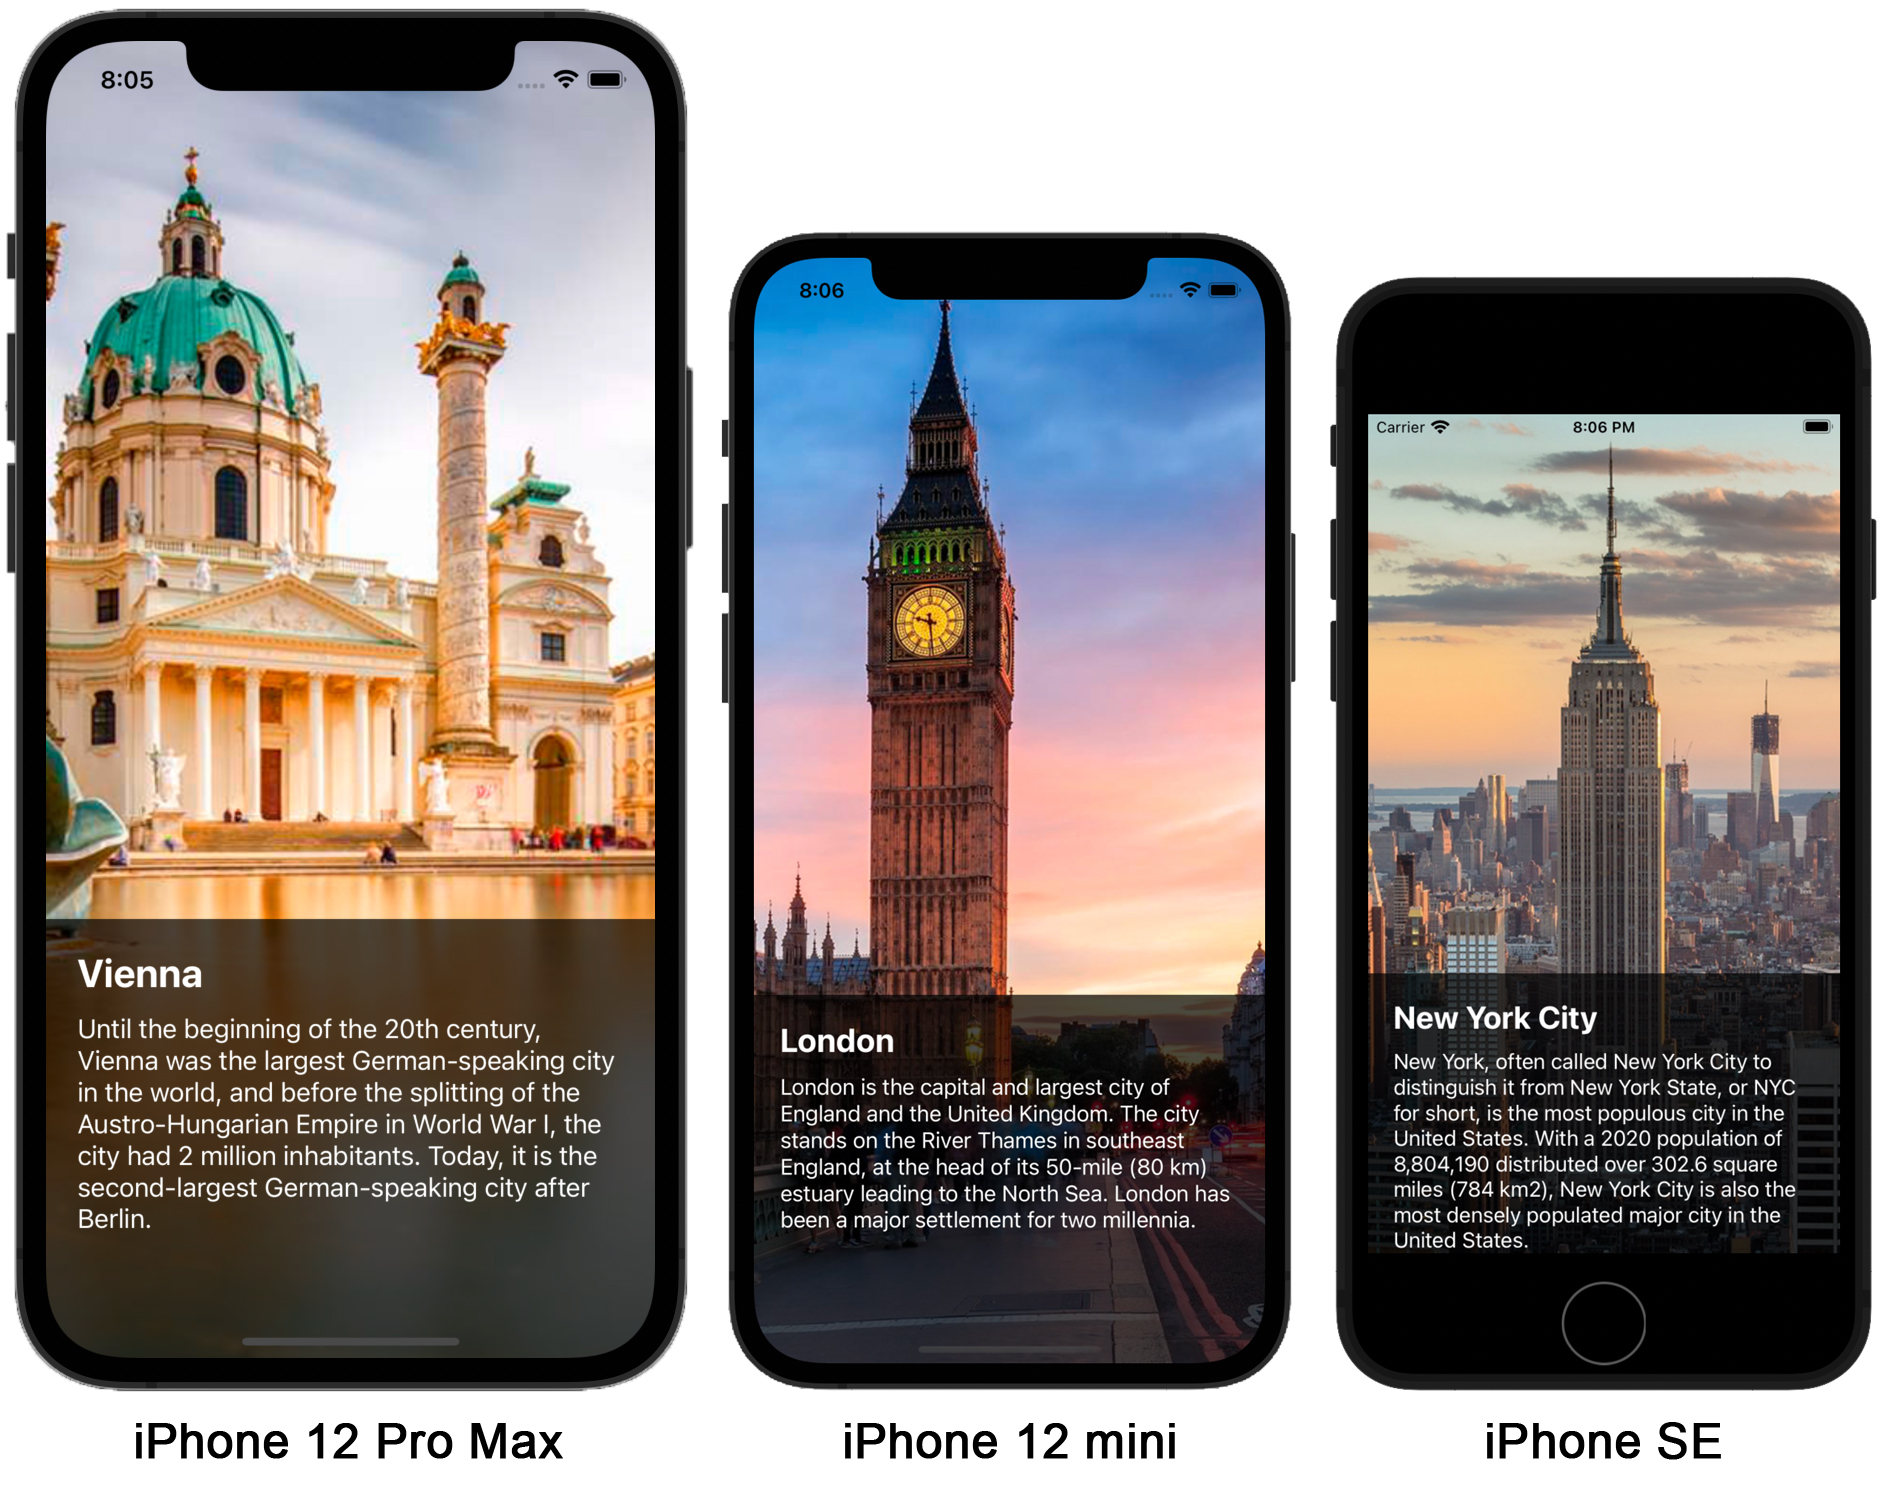 8:05
Vienna
Until the beginning of the 20th century,
Vienna was the largest German-speaking city
in the world, and before the splitting of the
Austro-Hungarian Empire in World War I, the
city had 2 million inhabitants. Today, it is the
second-largest German-speaking city after
Berlin.
iPhone 12 Pro Max
8:06
London
London is the capital and largest city of
England and the United Kingdom. The city
stands on the River Thames in southeast
England, at the head of its 50-mile (80 km)
estuary leading to the North Sea. London has
been a major settlement for two millennia.
iPhone 12 mini
Carrier 8:06 PM
New York City
New York, often called New York City to
distinguish it from New York State, or NYC
for short, is the most populous city in the
United States. With a 2020 population of
8,804,190 distributed over 302.6 square
miles (784 km2), New York City is also the
most densely populated major city in the
United States.
iPhone SE